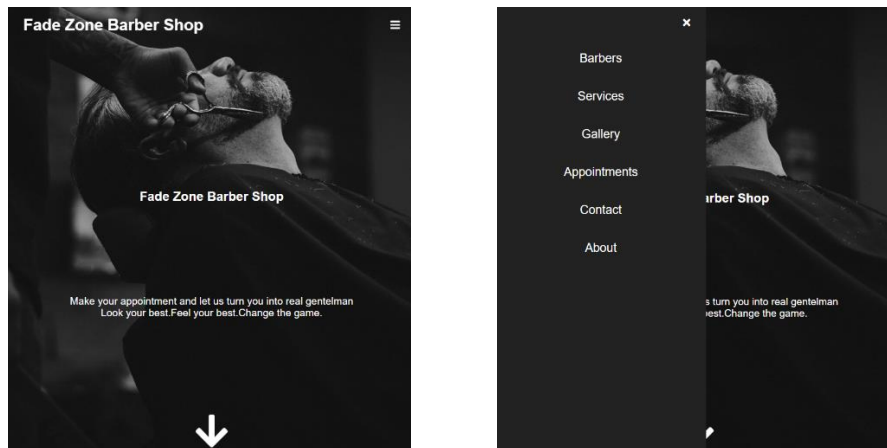 Fade Zone Barber Shop
Fade Zone Barber Shop
Make your appointment and let us turn you into real gentelman
Look your best.Feel your best.Change the game.
Barbers
Services
Gallery
Appointments
Contact
About
rber Shop
s turn you into real gentelman
est.Change the game.